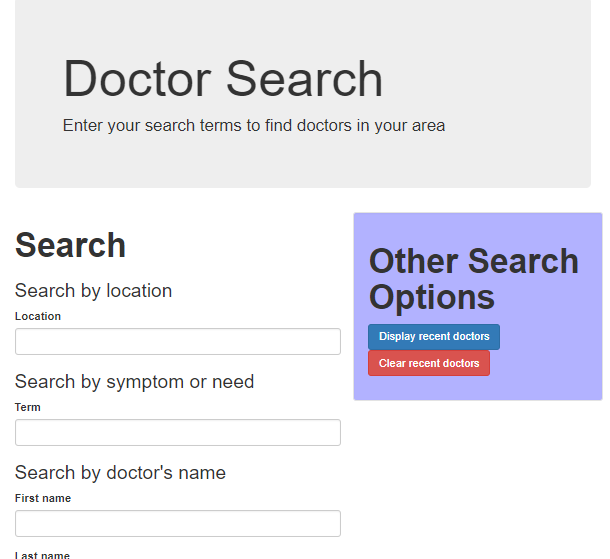 Doctor Search
Enter your search terms to find doctors in your area
Search
Search by location
Location
Search by symptom or need
Term
Search by doctor's name
First name
Last name
Other Search
Options
Display recent doctors
Clear recent doctors